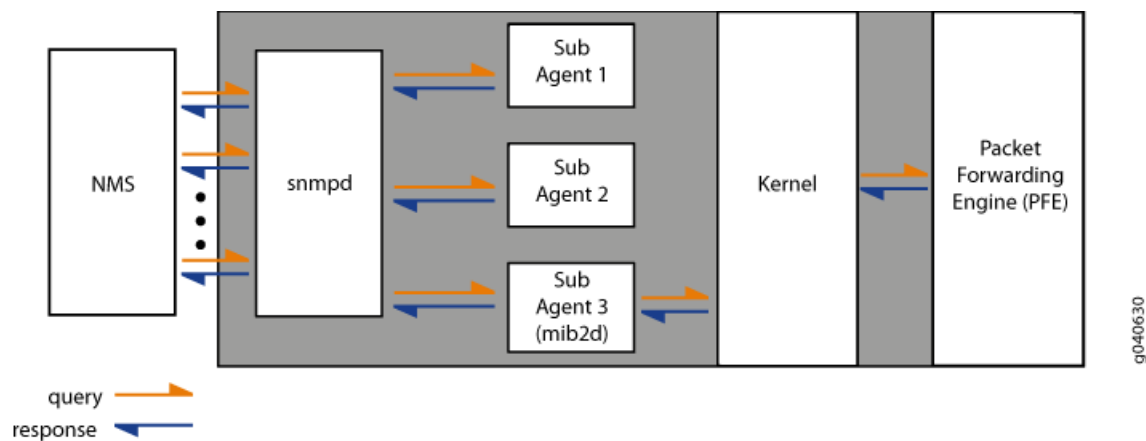 NMS
snmpd
Sub
Agent 1
Sub
Agent 2
Sub
Agent 3
(mib2d)
Kernel
Packet
Forwarding
Engine (PFE)
query
response
g040630